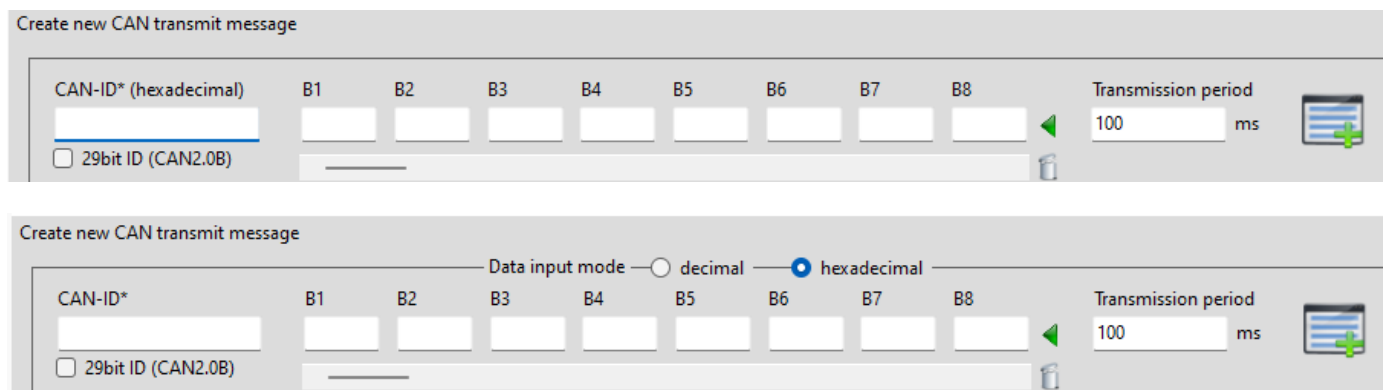 Create new CAN transmit message
CAN-ID* (hexadecimal) B1 B2 B3 B4 B5 B6 B7 B8 Transmission period
100 ms
29bit ID (CAN2.0B)
Create new CAN transmit message
Data input mode decimal hexadecimal
CAN-ID* B1 B2 B3 B4 B5 B6 B7 B8 Transmission period
100 ms
29bit ID (CAN2.0B)